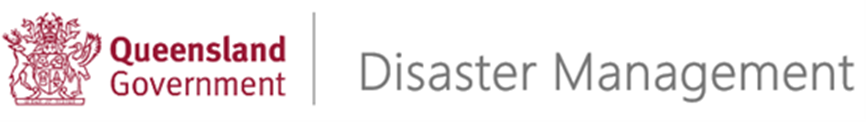 Queensland
Government
Disaster Management